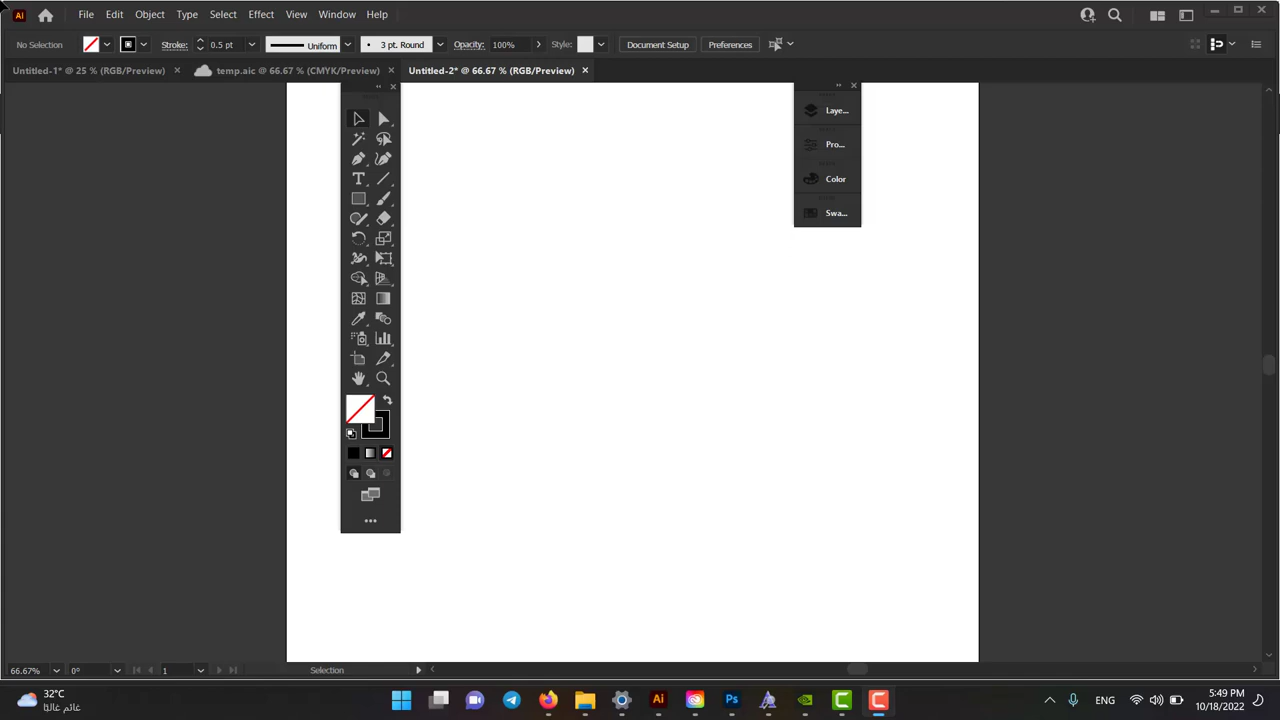 Ai File Edit Object Type Select Effect View Window Help
No Selection Stroke: 0.5 pt Uniform 3 pt. Round Opacity: 100% Style: Document Setup Preferences
Untitled-1* @ 25 % (RGB/Preview) temp.aic @ 66.67 % (CMYK/Preview) Untitled-2* @ 66.67 % (RGB/Preview)
Laye...
Pro...
Color
Swa...
T
66.67% 0° 1 Selection
32°C
غائم غالبًا
Ai Ps ENG
5:49 PM
10/18/2022